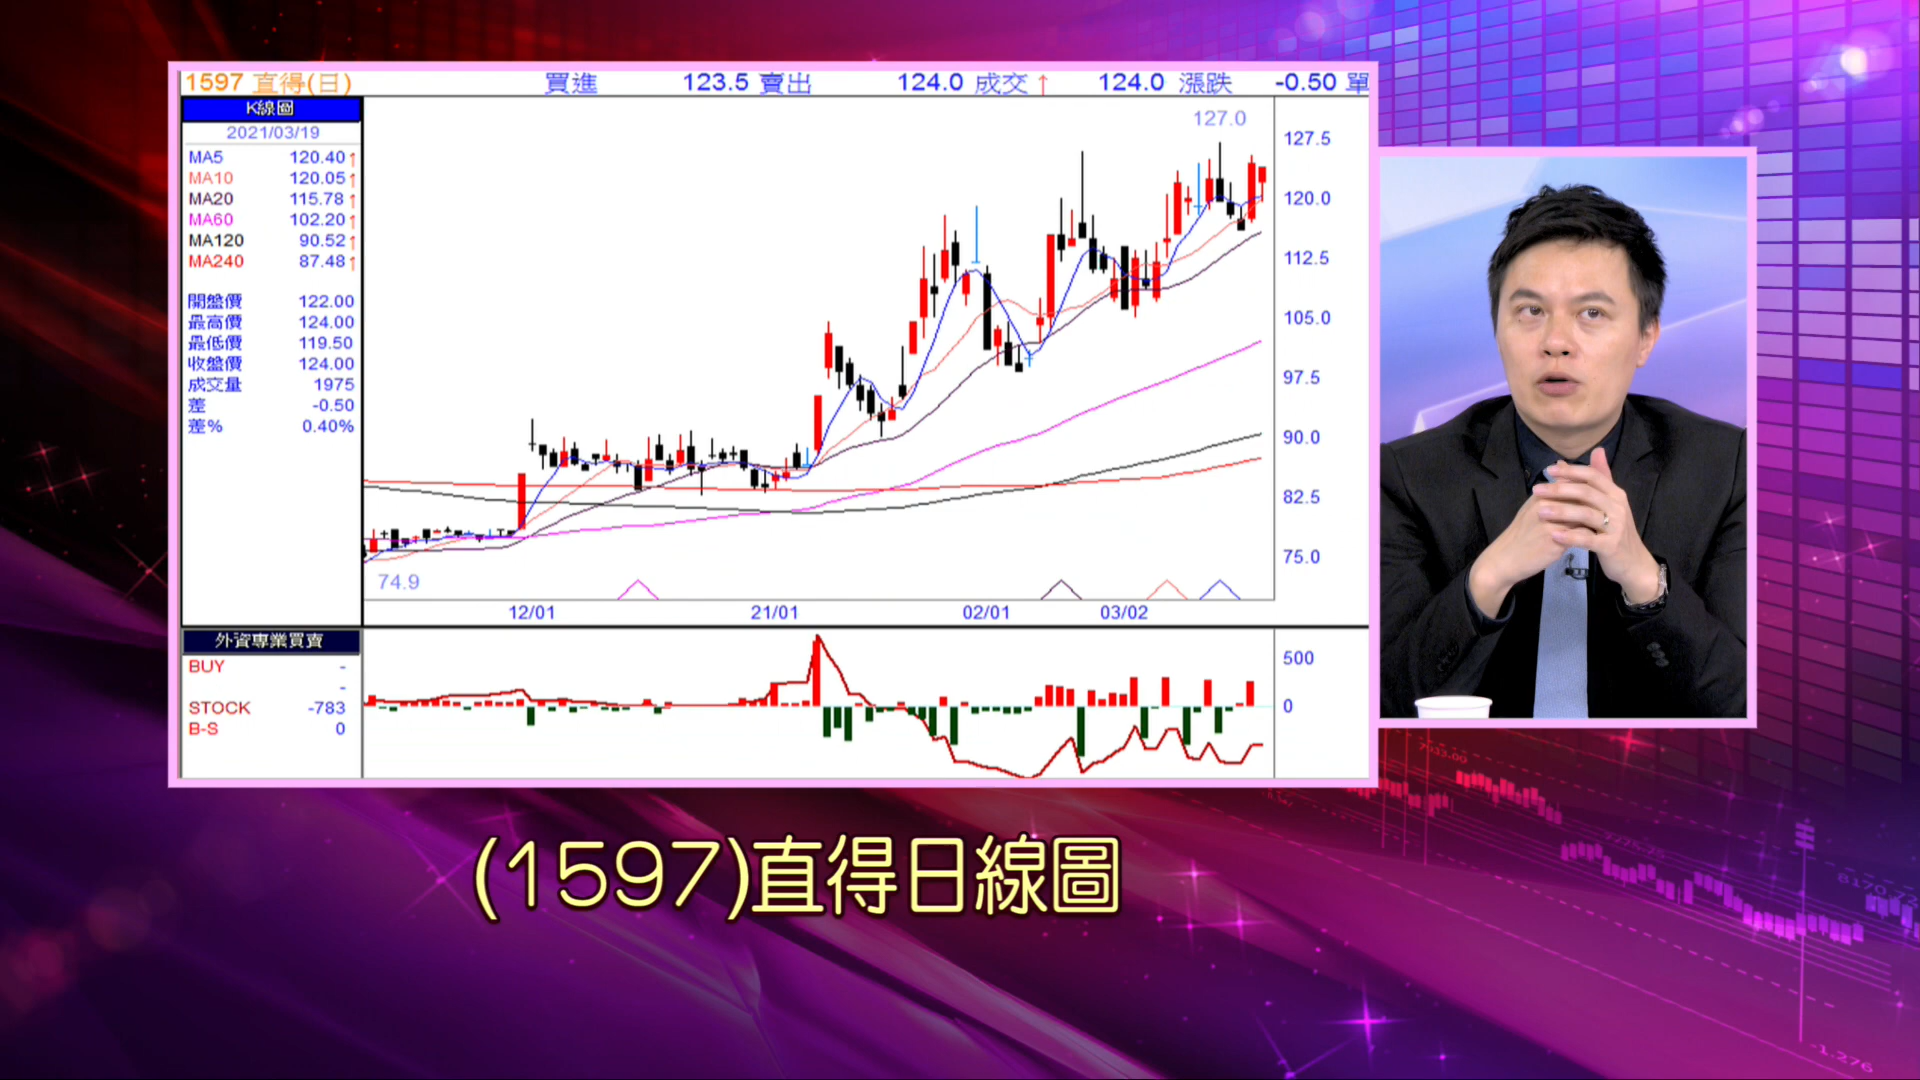 1597 直得(日) 買進 123.5 賣出 124.0 成交↑ 124.0 漲跌 -0.50 單
K線圖
2021/03/19
MA5 120.40↑
MA10 120.05↑
MA20 115.78↑
MA60 102.20↑
MA120 90.52↑
MA240 87.48↑
開盤價 122.00
最高價 124.00
最低價 119.50
收盤價 124.00
成交量 1975
差 -0.50
差% 0.40%
127.0
74.9
127.5
120.0
112.5
105.0
97.5
90.0
82.5
75.0
12/01 21/01 02/01 03/02
外資專業買賣
BUY -
-
STOCK -783
B-S 0
500
0
(1597)直得日線圖
-1.276